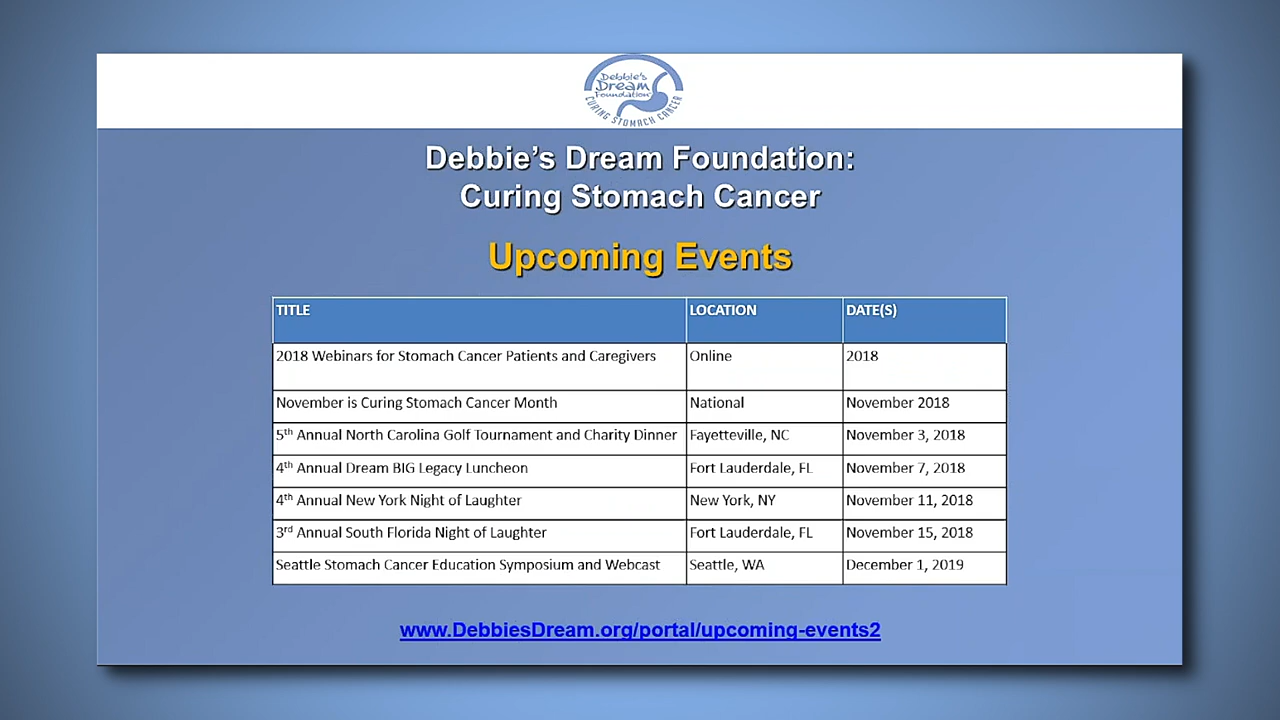 Debbie's
Dream
Foundation
CURING STOMACH CANCER
Debbie’s Dream Foundation:
Curing Stomach Cancer
Upcoming Events
TITLE LOCATION DATE(S)
2018 Webinars for Stomach Cancer Patients and Caregivers Online 2018
November is Curing Stomach Cancer Month National November 2018
5th Annual North Carolina Golf Tournament and Charity Dinner Fayetteville, NC November 3, 2018
4th Annual Dream BIG Legacy Luncheon Fort Lauderdale, FL November 7, 2018
4th Annual New York Night of Laughter New York, NY November 11, 2018
3rd Annual South Florida Night of Laughter Fort Lauderdale, FL November 15, 2018
Seattle Stomach Cancer Education Symposium and Webcast Seattle, WA December 1, 2019
www.DebbiesDream.org/portal/upcoming-events2